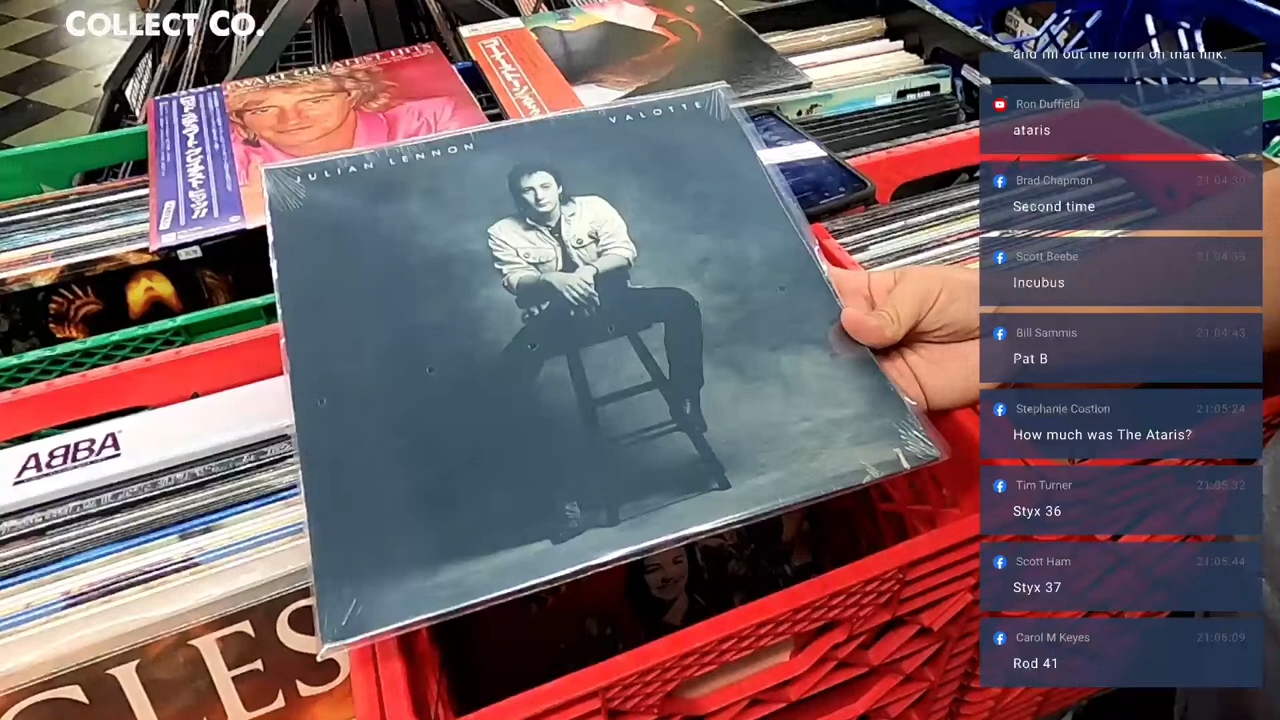 COLLECT CO.
GREATEST HITS
JULIAN LENNON
VALOTTE
ABBA
GLES
and fill out the form on that link.
Ron Duffield
ataris
Brad Chapman
21:04:30
Second time
Scott Beebe
Incubus
Bill Sammis
21:04:43
Pat B
Stephanie Costion
21:05:24
How much was The Ataris?
Tim Turner
21:05:32
Styx 36
Scott Ham
21:05:44
Styx 37
Carol M Keyes
21:06:09
Rod 41